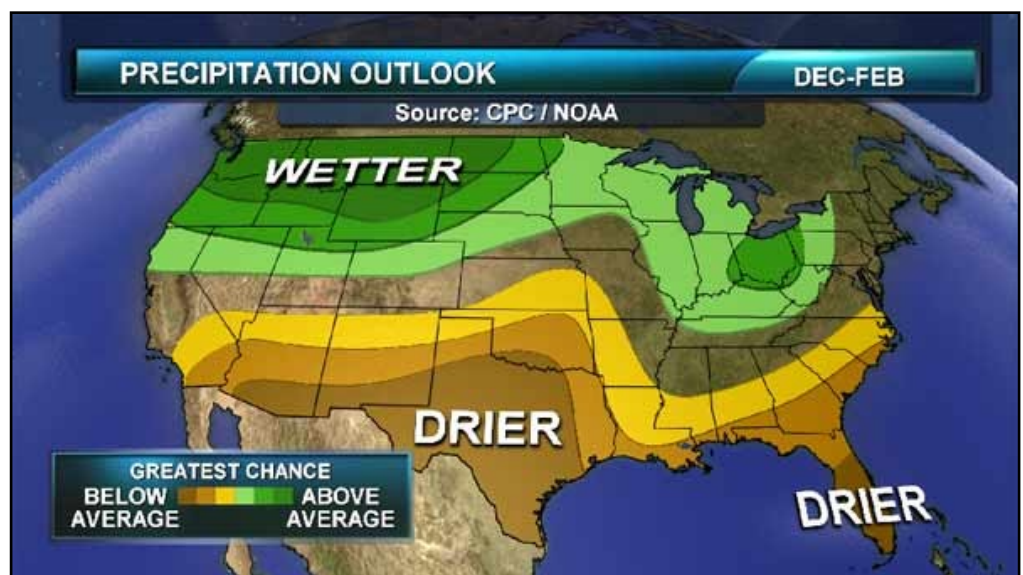 PRECIPITATION OUTLOOK
DEC-FEB
Source: CPC / NOAA
WETTER
DRIER
DRIER
GREATEST CHANCE
BELOW ABOVE
AVERAGE AVERAGE